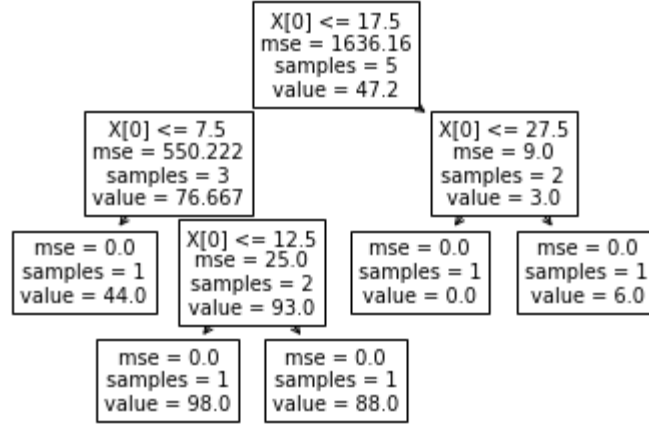 X[0] <= 17.5
mse = 1636.16
samples = 5
value = 47.2
X[0] <= 7.5
mse = 550.222
samples = 3
value = 76.667
X[0] <= 27.5
mse = 9.0
samples = 2
value = 3.0
mse = 0.0
samples = 1
value = 44.0
X[0] <= 12.5
mse = 25.0
samples = 2
value = 93.0
mse = 0.0
samples = 1
value = 0.0
mse = 0.0
samples = 1
value = 6.0
mse = 0.0
samples = 1
value = 98.0
mse = 0.0
samples = 1
value = 88.0